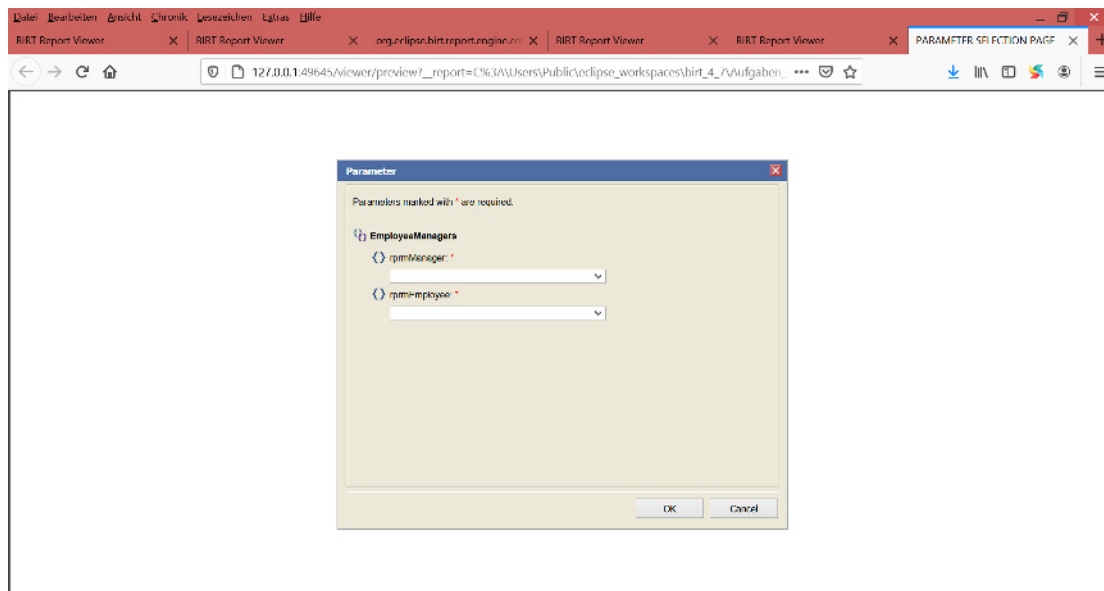 Datei Bearbeiten Ansicht Chronik Lesezeichen Extras Hilfe
BIRT Report Viewer BIRT Report Viewer org.eclipse.birt.report.engine. BIRT Report Viewer BIRT Report Viewer PARAMETER SELECTION PAGE
127.0.0.1:49645/viewer/preview?__report=C%3A\Users\Public\eclipse_workspaces\birt_4_7\Aufgaben_ •••
Parameter
Parameters marked with * are required.
EmployeeManagers
{} rprmManager: *
{} rprmEmployee: *
OK Cancel